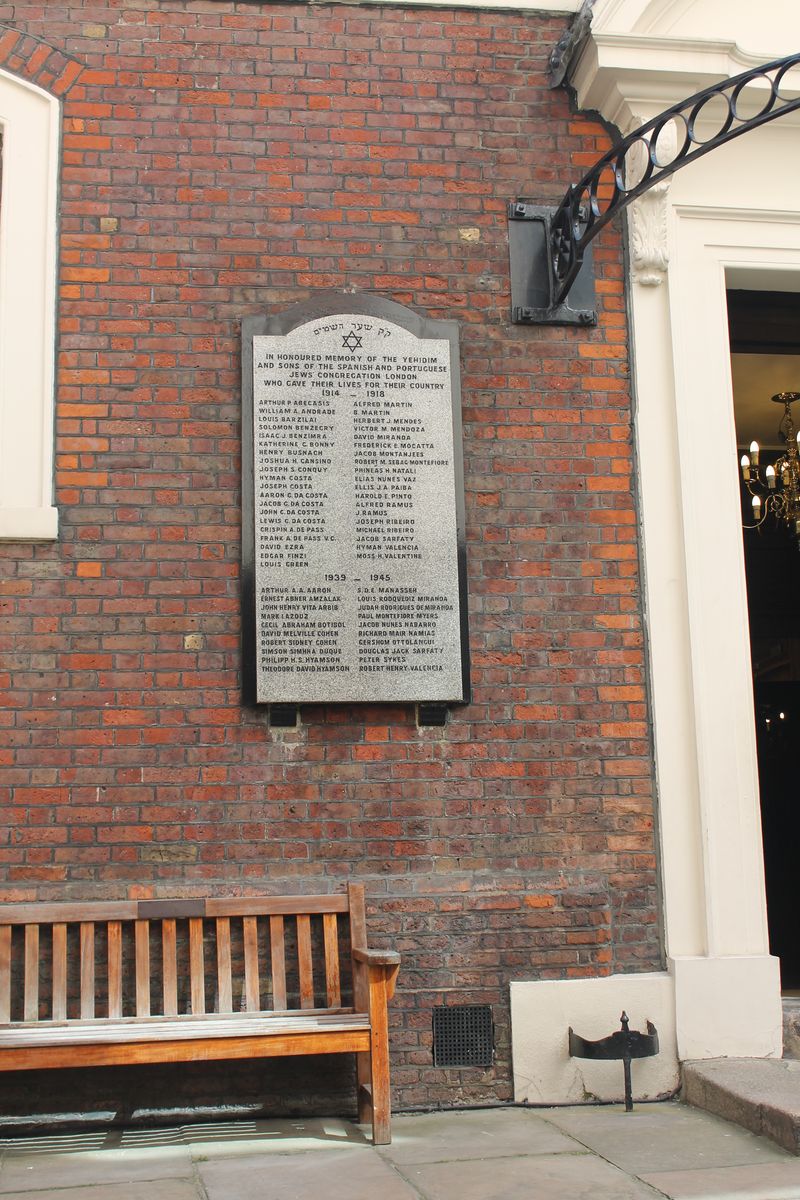 ק״ק שער השמים
IN HONOURED MEMORY OF THE YEHIDIM
AND SONS OF THE SPANISH AND PORTUGUESE
JEWS' CONGREGATION LONDON
WHO GAVE THEIR LIVES FOR THEIR COUNTRY
1914 – 1918
ARTHUR P. ABECASIS
WILLIAM A. ANDRADE
LOUIS BARZILAI
SOLOMON BENZECRY
ISAAC J. BENZIMRA
KATHERINE C. BONNY
HENRY BUSNACH
JOSHUA H. CANSINO
JOSEPH S. CONQUY
HYMAN COSTA
JOSEPH COSTA
AARON C. DA COSTA
JACOB G. DA COSTA
JOHN C. DA COSTA
LEWIS C. DA COSTA
CRISPIN A. DE PASS
FRANK A. DE PASS V.C.
DAVID EZRA
EDGAR FINZI
LOUIS GREEN
ALFRED MARTIN
B. MARTIN
HERBERT J. MENDES
VICTOR M. MENDOZA
DAVID MIRANDA
FREDERICK E. MOCATTA
JACOB MONTANJEES
ROBERT M. SEBAG MONTEFIORE
PHINEAS H. NATALI
ELIAS NUNES VAZ
ELLIS J. A. PAIBA
HAROLD E. PINTO
ALFRED RAMUS
J. RAMUS
JOSEPH RIBEIRO
MICHAEL RIBEIRO
JACOB SARFATY
HYMAN VALENCIA
MOSS H. VALENTINE
1939 – 1945
ARTHUR A. A. AARON
ERNEST ABNER AMZALAK
JOHN HENRY VITA ARBIB
MARK LAZDUZ
CECIL ABRAHAM BOTIBOL
DAVID MELVILLE COHEN
ROBERT SIDNEY COHEN
SIMSON SIMHNA DUQUE
PHILIPP H. S. HYAMSON
THEODORE DAVID HYAMSON
S. D. E. MANASSEH
LOUIS MIRANDA
JUDAH RODRIGUES DE MIRANDA
PAUL MONTEFIORE MYERS
JACOB NUNES NABARRO
RICHARD MAIR NAMIAS
GERSHOM OTTOLANGUI
DOUGLAS JACK SARFATY
PETER SYKES
ROBERT HENRY VALENCIA